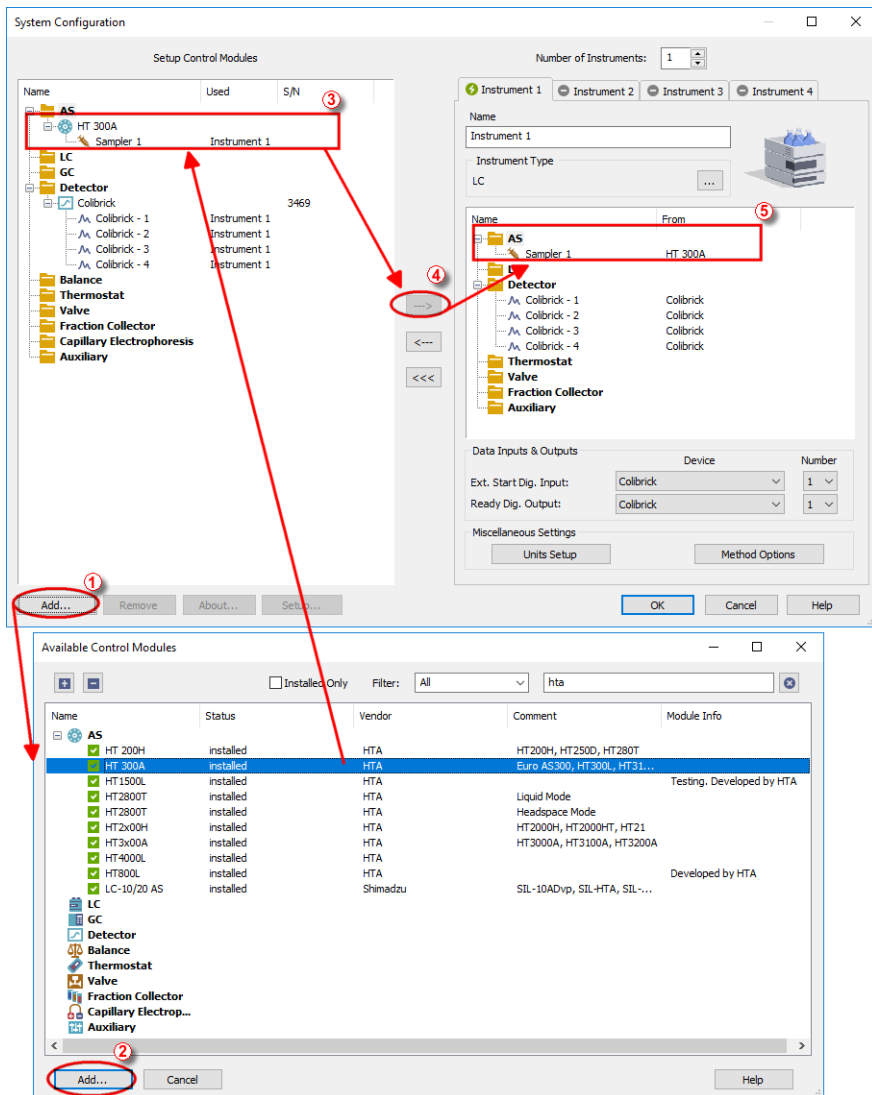 System Configuration
Setup Control Modules
Number of Instruments: 1
Name Used S/N
③
AS
HT 300A
Sampler 1 Instrument 1
LC
GC
Detector
Colibrick 3469
Colibrick - 1 Instrument 1
Colibrick - 2 Instrument 1
Colibrick - 3 Instrument 1
Colibrick - 4 Instrument 1
Balance
Thermostat
Valve
Fraction Collector
Capillary Electrophoresis
Auxiliary
④
--->
<---
<<<
Instrument 1 Instrument 2 Instrument 3 Instrument 4
Name
Instrument 1
Instrument Type
LC ...
Name From
⑤
AS
Sampler 1 HT 300A
Detector
Colibrick - 1 Colibrick
Colibrick - 2 Colibrick
Colibrick - 3 Colibrick
Colibrick - 4 Colibrick
Thermostat
Valve
Fraction Collector
Auxiliary
Data Inputs & Outputs
Device Number
Ext. Start Dig. Input: Colibrick 1
Ready Dig. Output: Colibrick 1
Miscellaneous Settings
Units Setup Method Options
①
Add... Remove About... Setup...
OK Cancel Help
Available Control Modules
Installed Only Filter: All hta
Name Status Vendor Comment Module Info
AS
HT 200H installed HTA HT200H, HT250D, HT280T
HT 300A installed HTA Euro AS300, HT300L, HT31...
HT1500L installed HTA Testing. Developed by HTA
HT2800T installed HTA Liquid Mode
HT2800T installed HTA Headspace Mode
HT2x00H installed HTA HT2000H, HT2000HT, HT21
HT3x00A installed HTA HT3000A, HT3100A, HT3200A
HT4000L installed HTA
HT800L installed HTA Developed by HTA
LC-10/20 AS installed Shimadzu SIL-10ADvp, SIL-HTA, SIL-...
LC
GC
Detector
Balance
Thermostat
Valve
Fraction Collector
Capillary Electrop...
Auxiliary
②
Add... Cancel Help